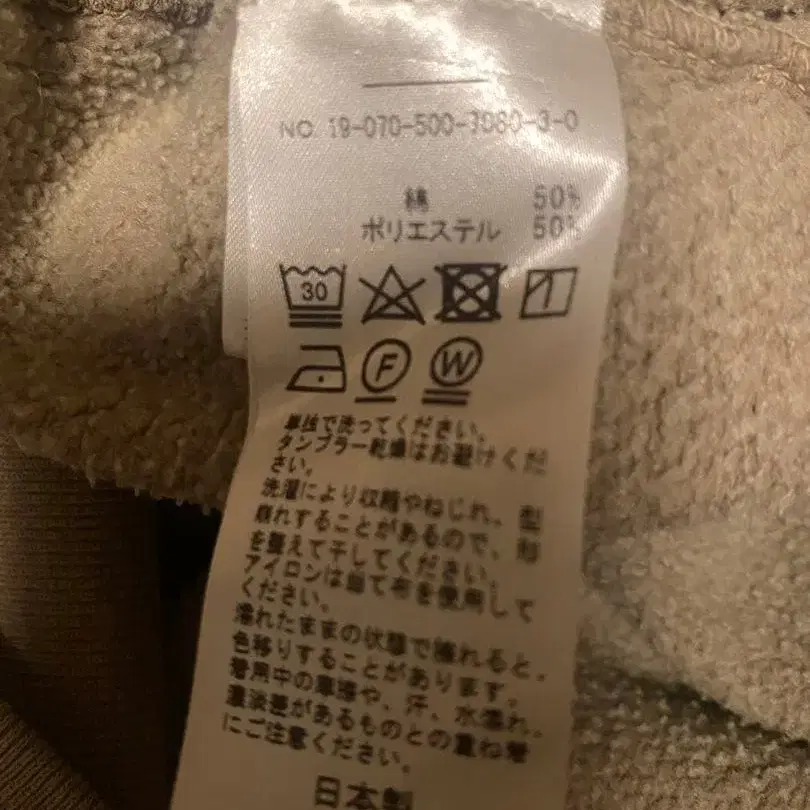 NO. 19-070-500-3080-3-0
綿 50%
ポリエステル 50%
30
F W
単独で洗ってください。
タンブラー乾燥はお避けくだ
さい。
洗濯により収縮やねじれ、型
崩れすることがあるので、形
を整えて干してください。
アイロンは当て布を使用して
ください。
濡れたままの状態で擦れると、
色移りすることがあります。
着用中の摩擦や、汗、水濡れ、
濃淡差があるものとの重ね着
にご注意ください。
日本製